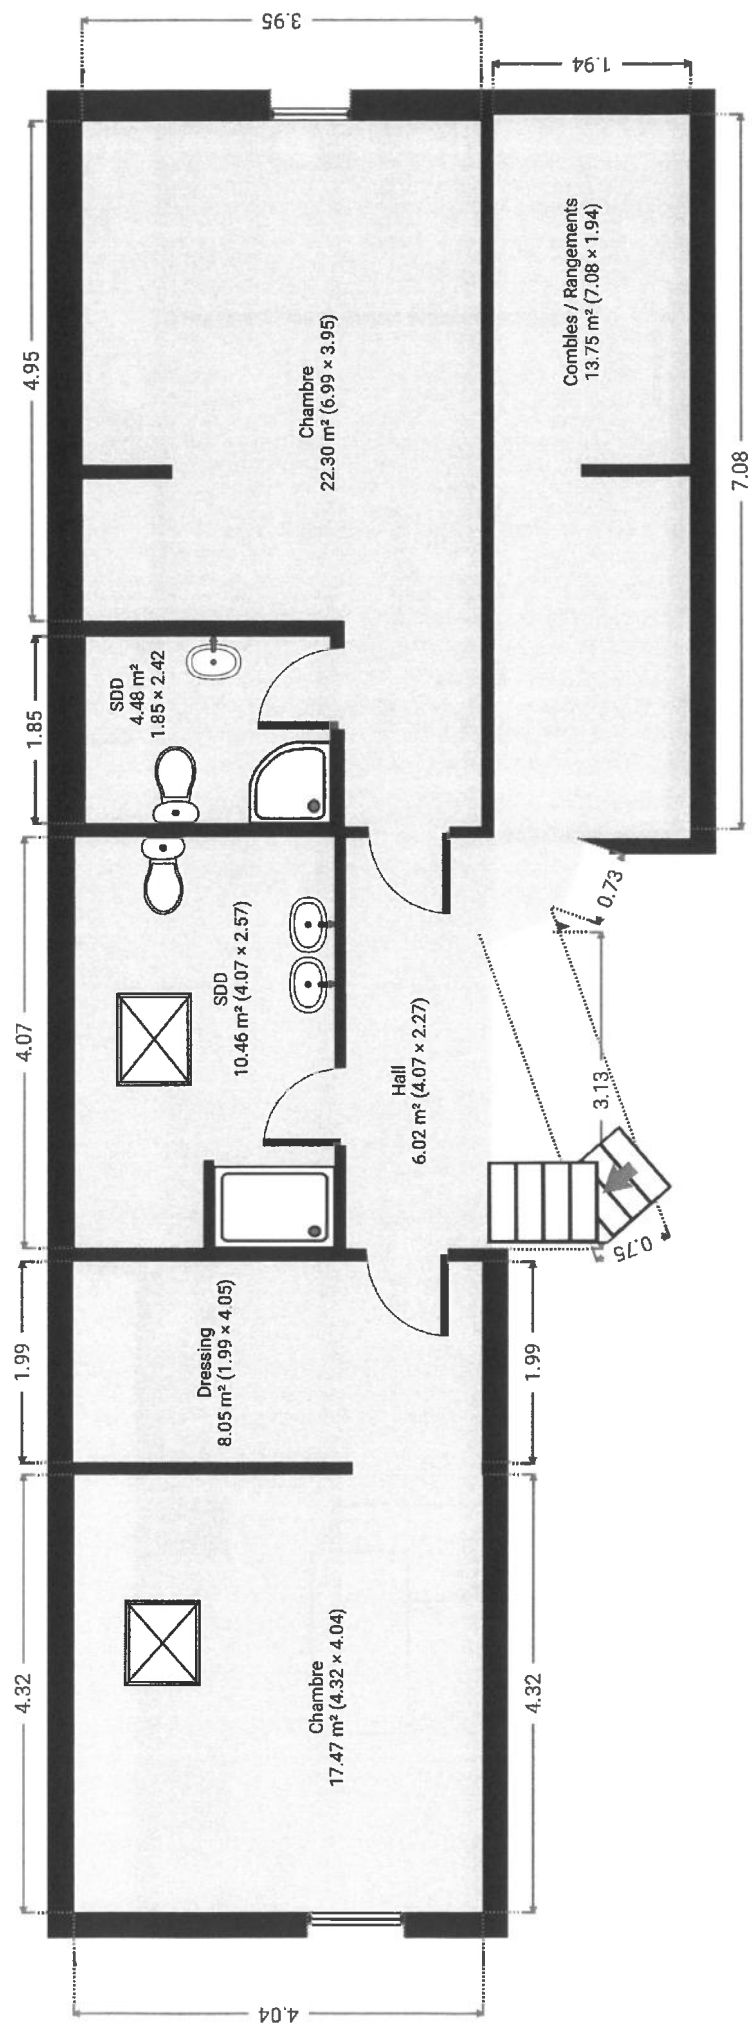 3.95
1.94
Combles / Rangements
13.75 m² (7.08 × 1.94)
4.95
Chambre
22.30 m² (6.99 × 3.95)
7.08
1.85
SDD
4.48 m²
1.85 × 2.42
0.73
4.07
SDD
10.46 m² (4.07 × 2.57)
Hall
6.02 m² (4.07 × 2.27)
3.13
0.75
1.99
Dressing
8.05 m² (1.99 × 4.05)
1.99
4.32
Chambre
17.47 m² (4.32 × 4.04)
4.32
4.04